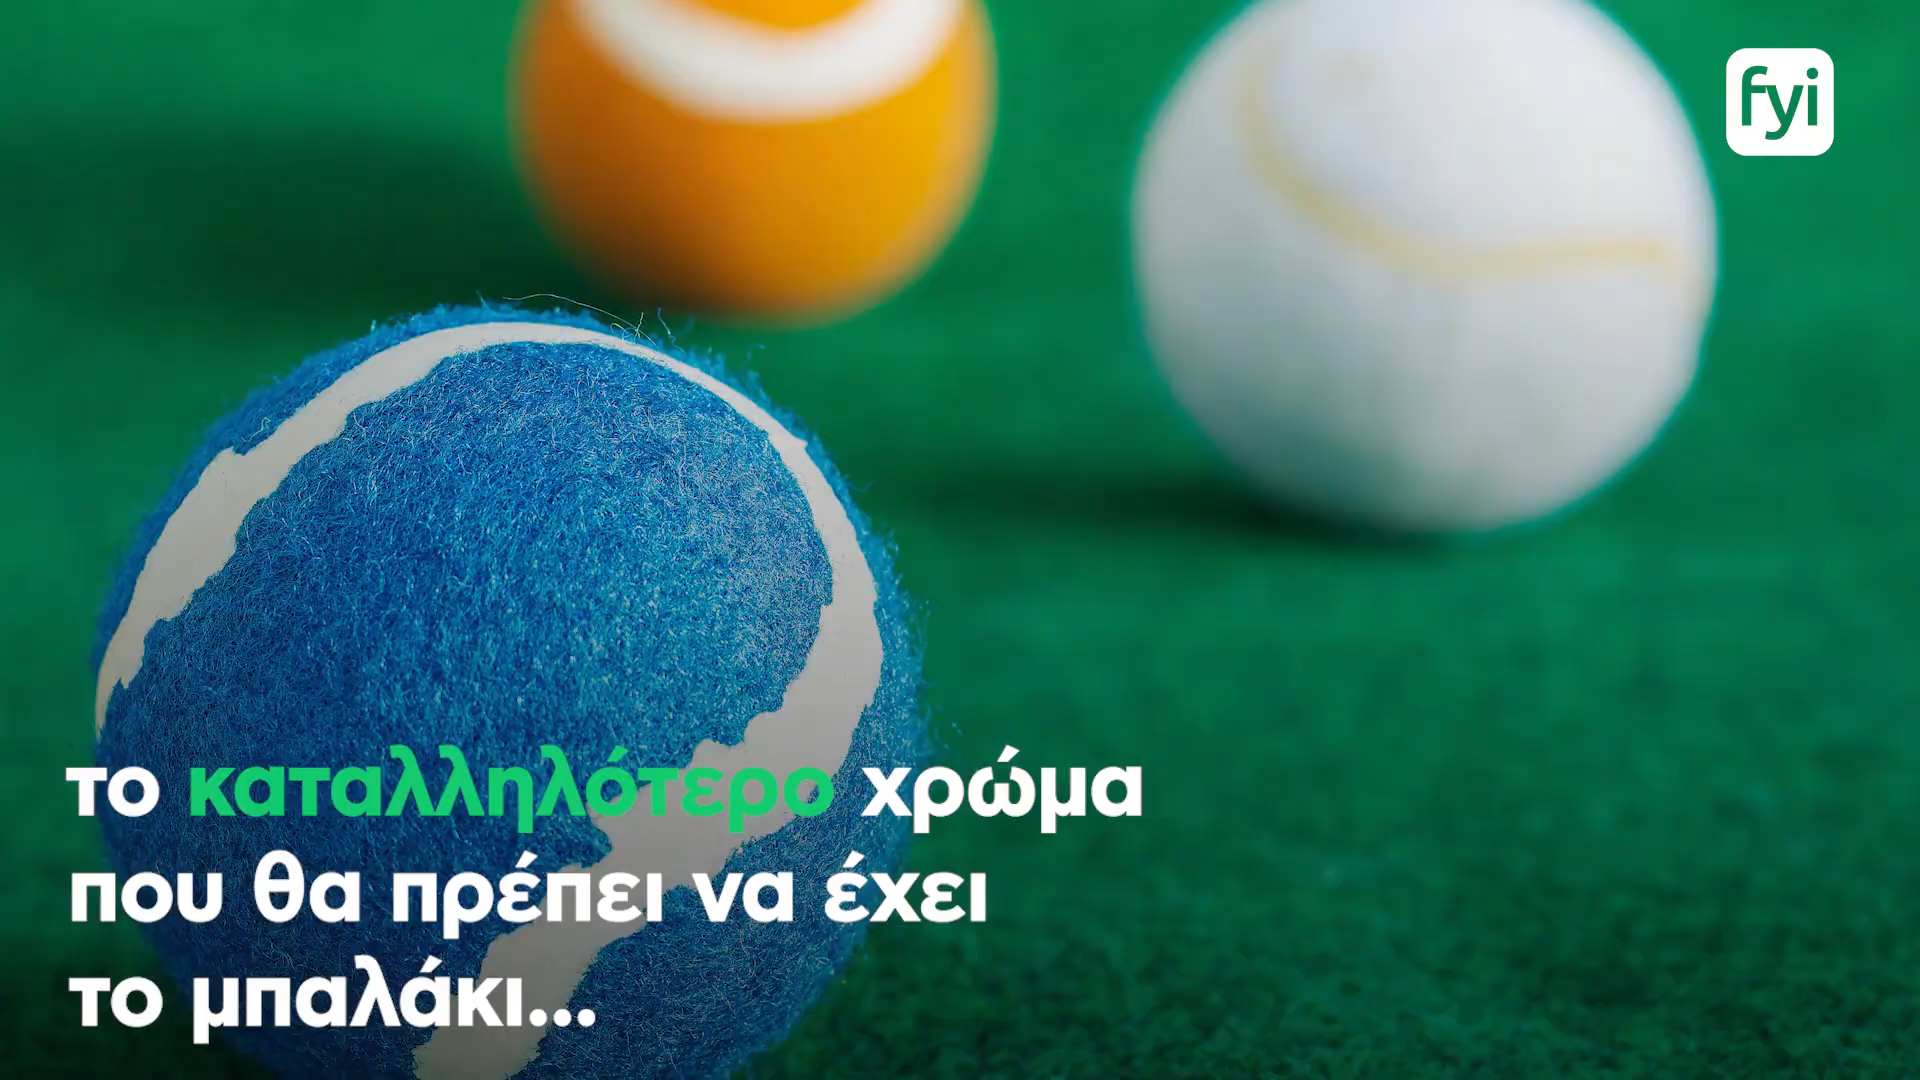 fyi
το καταλληλότερο χρώμα
που θα πρέπει να έχει
το μπαλάκι...